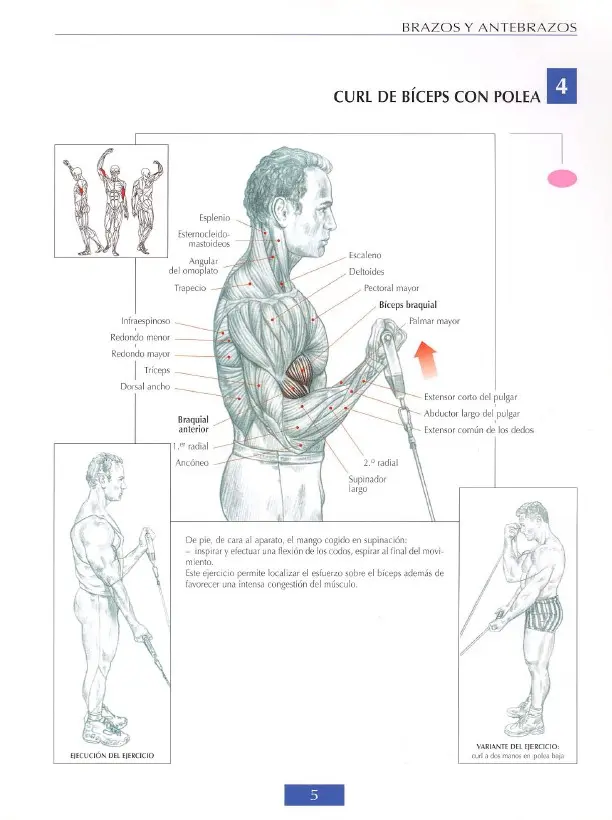 BRAZOS Y ANTEBRAZOS
CURL DE BÍCEPS CON POLEA
4
Esplenio
Esternocleido-
mastoideos
Angular
del omoplato
Trapecio
Escaleno
Deltoides
Pectoral mayor
Bíceps braquial
Palmar mayor
Infraespinoso
Redondo menor
Redondo mayor
Tríceps
Dorsal ancho
Braquial
anterior
1.er radial
Ancóneo
Extensor corto del pulgar
Abductor largo del pulgar
Extensor común de los dedos
2.º radial
Supinador
largo
De pie, de cara al aparato, el mango cogido en supinación:
– inspirar y efectuar una flexión de los codos, espirar al final del movi-
miento.
Este ejercicio permite localizar el esfuerzo sobre el bíceps además de
favorecer una intensa congestión del músculo.
EJECUCIÓN DEL EJERCICIO
VARIANTE DEL EJERCICIO:
curl a dos manos en polea baja
5